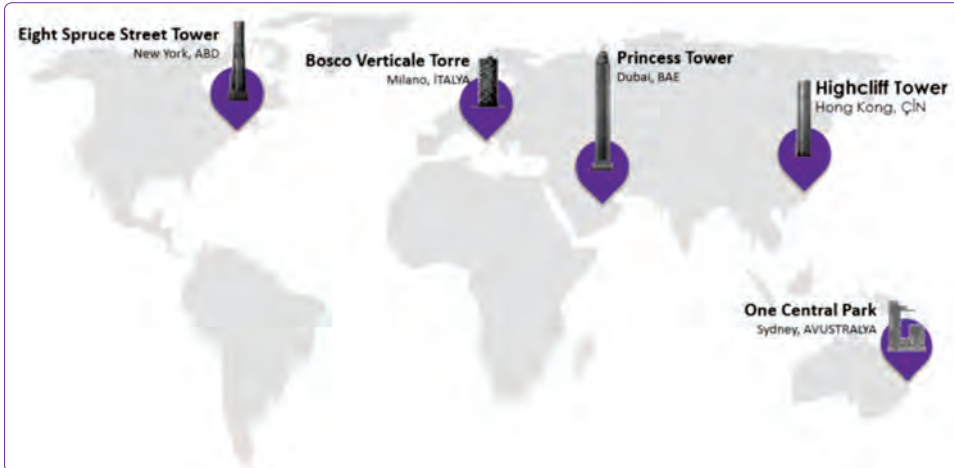 Eight Spruce Street Tower
New York, ABD
Bosco Verticale Torre
Milano, İTALYA
Princess Tower
Dubai, BAE
Highcliff Tower
Hong Kong, ÇİN
One Central Park
Sydney, AVUSTRALYA